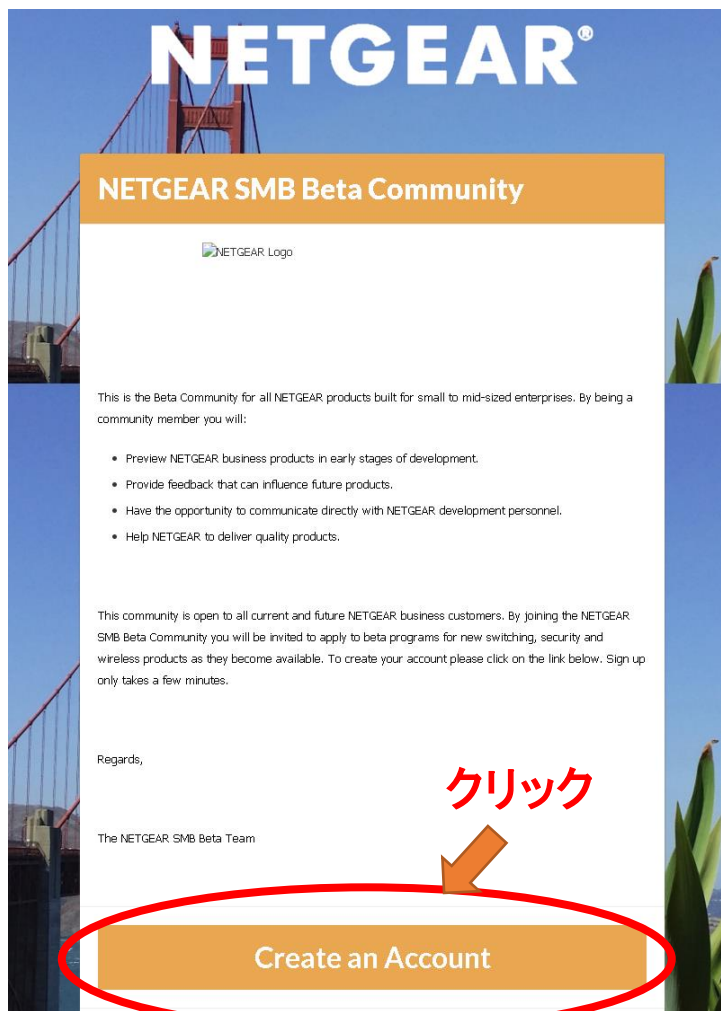 NETGEAR®
NETGEAR SMB Beta Community
NETGEAR Logo
This is the Beta Community for all NETGEAR products built for small to mid-sized enterprises. By being a
community member you will:
• Preview NETGEAR business products in early stages of development.
• Provide feedback that can influence future products.
• Have the opportunity to communicate directly with NETGEAR development personnel.
• Help NETGEAR to deliver quality products.
This community is open to all current and future NETGEAR business customers. By joining the NETGEAR
SMB Beta Community you will be invited to apply to beta programs for new switching, security and
wireless products as they become available. To create your account please click on the link below. Sign up
only takes a few minutes.
Regards,
クリック
The NETGEAR SMB Beta Team
Create an Account